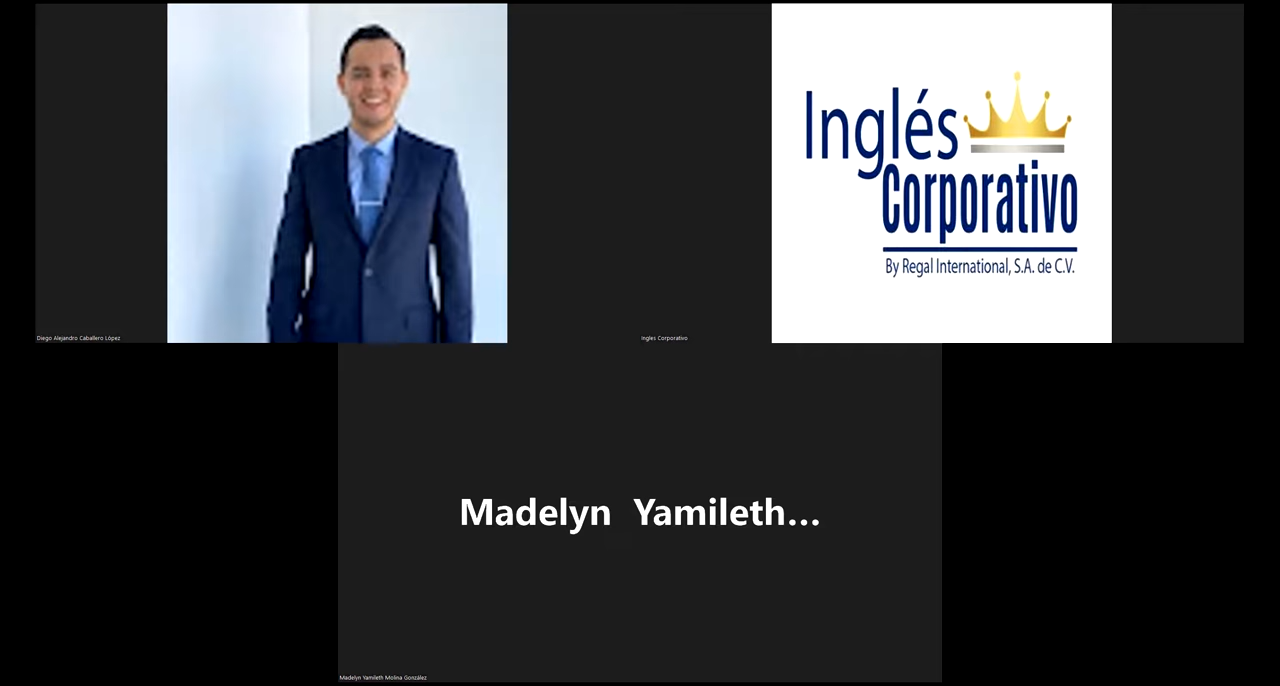 Inglés
Corporativo
By Regal International, S.A. de C.V.
Diego Alejandro Caballero López
Ingles Corporativo
Madelyn Yamileth...
Madelyn Yamileth Molina González